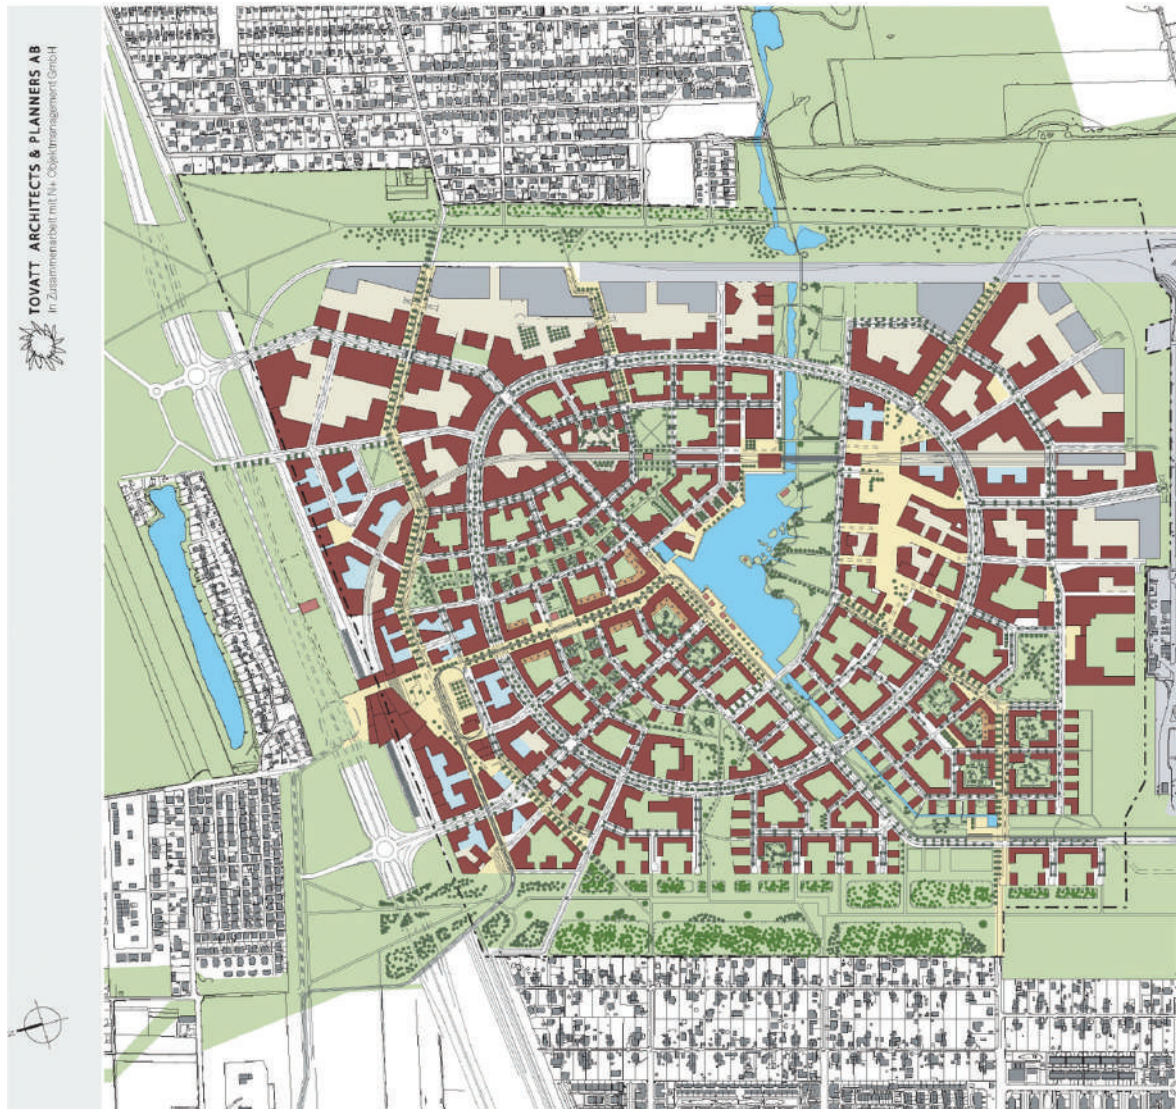 TOVATT ARCHITECTS & PLANNERS AB
in Zusammenarbeit mit N+ Objektmanagement GmbH